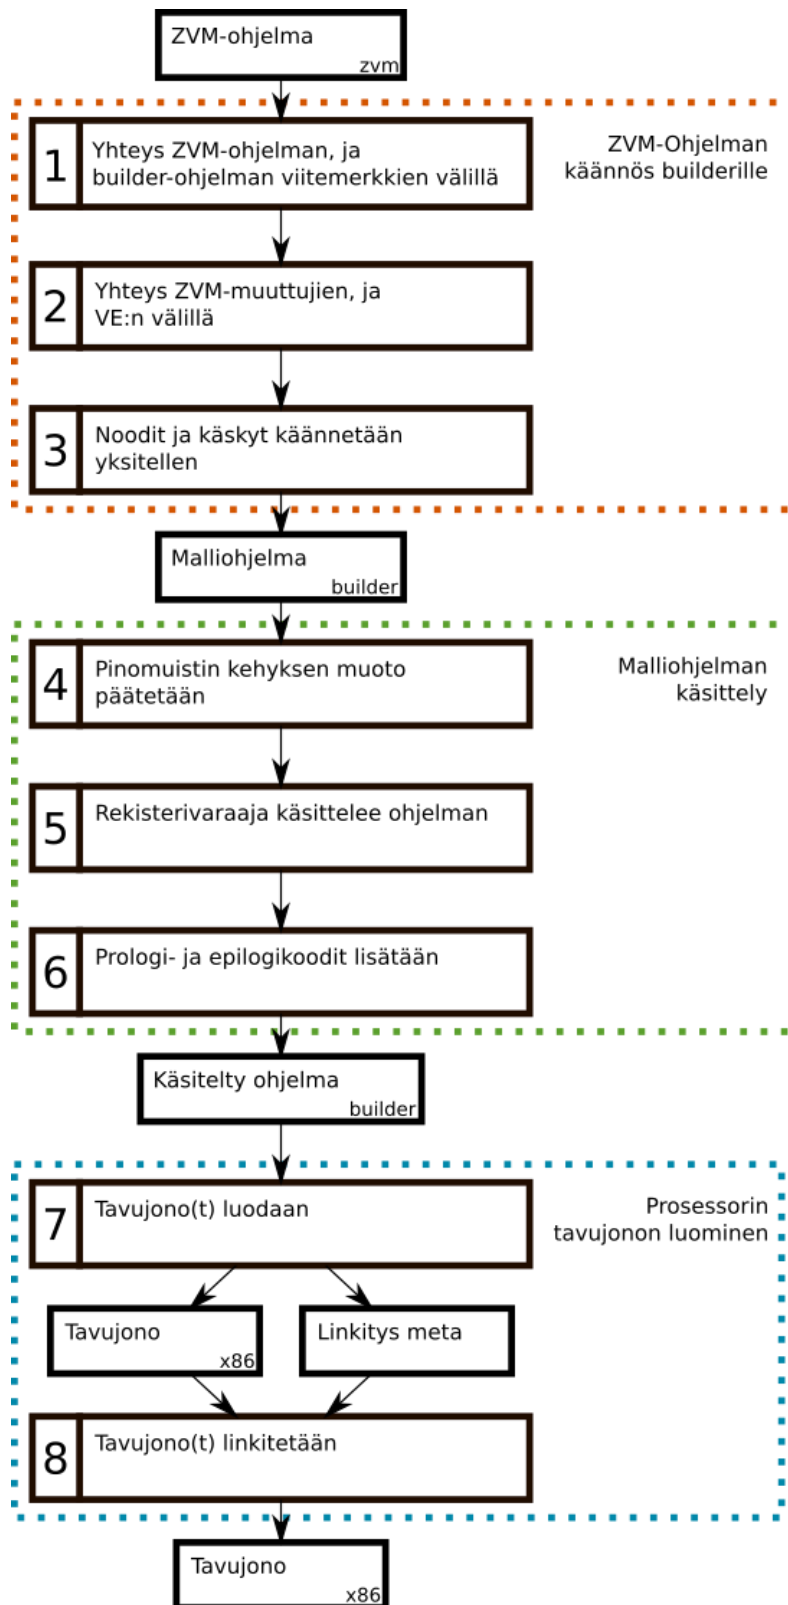 ZVM-ohjelma
zvm
ZVM-Ohjelman
käännös builderille
1
Yhteys ZVM-ohjelman, ja
builder-ohjelman viitemerkkien välillä
2
Yhteys ZVM-muuttujien, ja
VE:n välillä
3
Noodit ja käskyt käännetään
yksitellen
Malliohjelma
builder
Malliohjelman
käsittely
4
Pinomuistin kehyksen muoto
päätetään
5
Rekisterivaraaja käsittelee ohjelman
6
Prologi- ja epilogikoodit lisätään
Käsitelty ohjelma
builder
Prosessorin
tavujonon luominen
7
Tavujono(t) luodaan
Tavujono
x86
Linkitys meta
8
Tavujono(t) linkitetään
Tavujono
x86